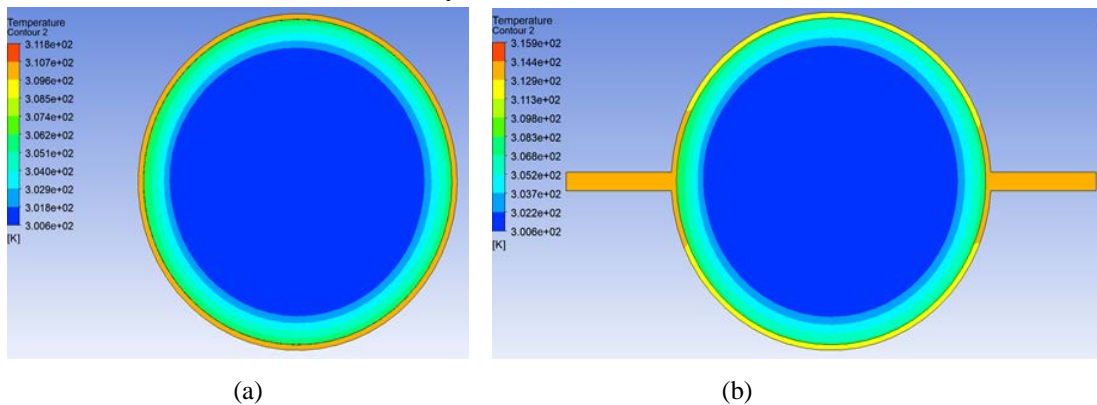 Temperature
Contour 2
3.118e+02
3.107e+02
3.096e+02
3.085e+02
3.074e+02
3.062e+02
3.051e+02
3.040e+02
3.029e+02
3.018e+02
3.006e+02
[K]
Temperature
Contour 2
3.159e+02
3.144e+02
3.129e+02
3.113e+02
3.098e+02
3.083e+02
3.068e+02
3.052e+02
3.037e+02
3.022e+02
3.006e+02
[K]
(a)
(b)